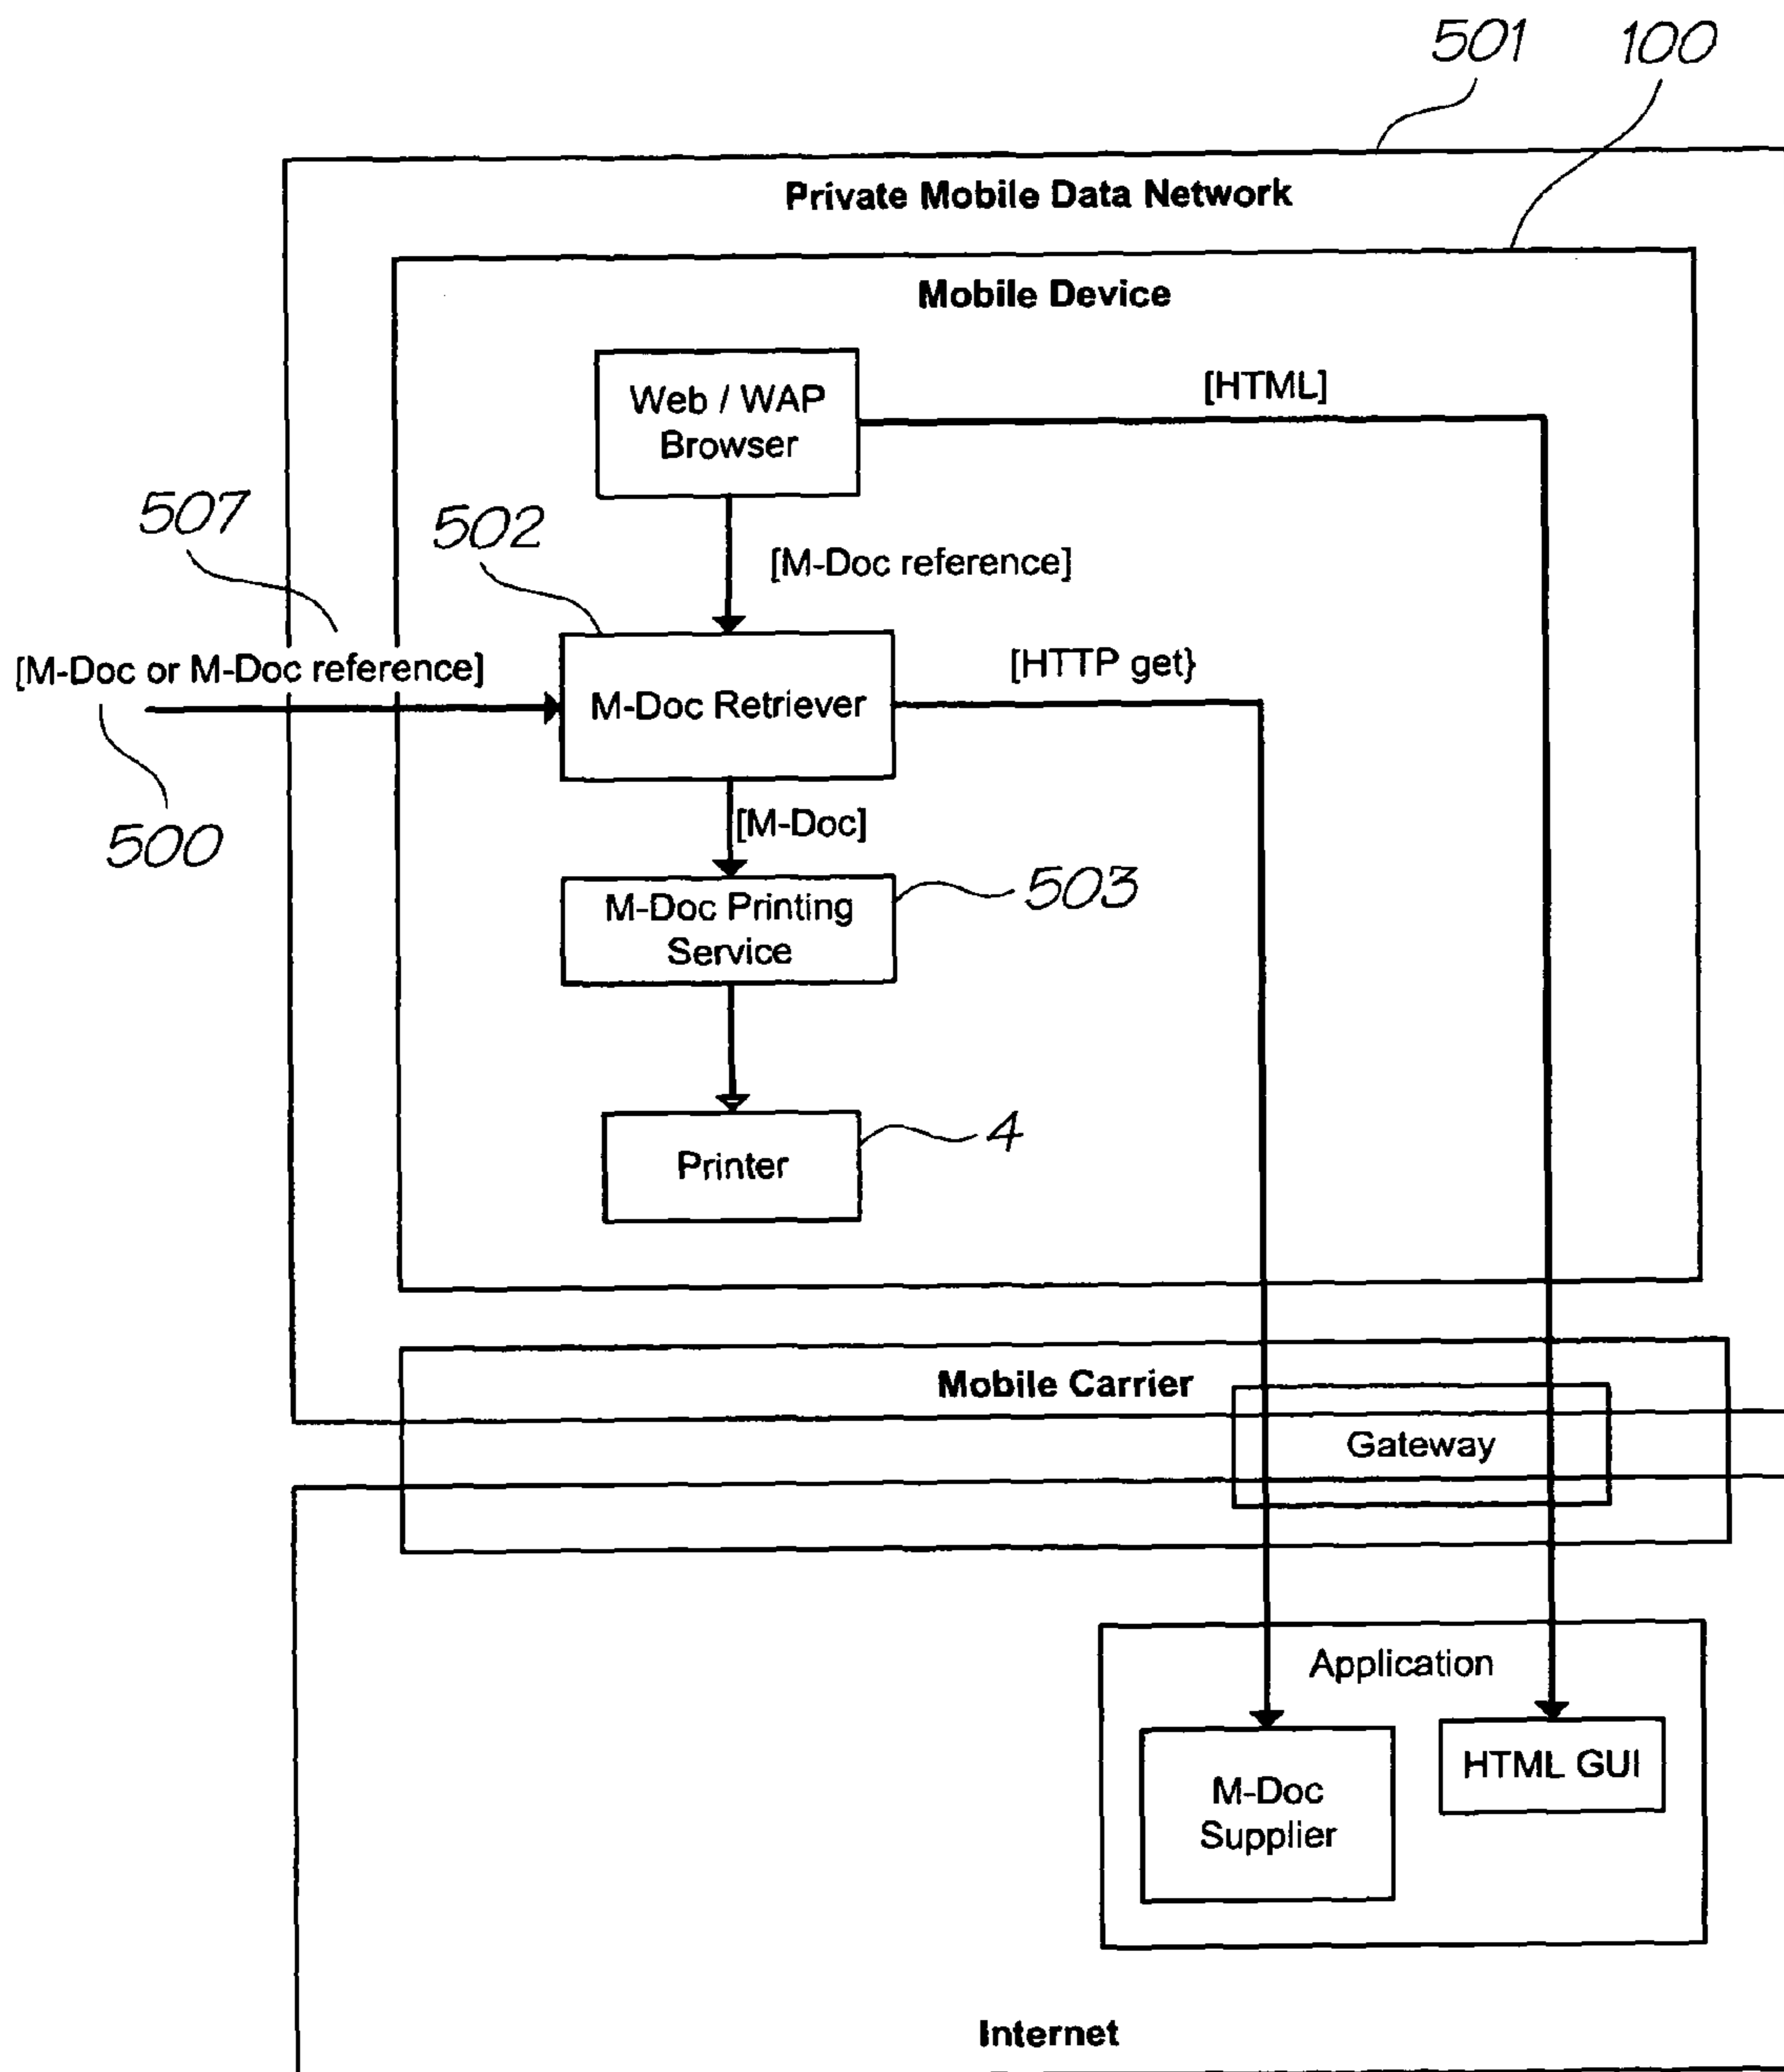 501
100
Private Mobile Data Network
Mobile Device
Web / WAP
Browser
[HTML]
507
502
[M-Doc reference]
[M-Doc or M-Doc reference]
M-Doc Retriever
[HTTP get}
500
[M-Doc]
M-Doc Printing
Service
503
Printer
4
Mobile Carrier
Gateway
Application
M-Doc
Supplier
HTML GUI
Internet